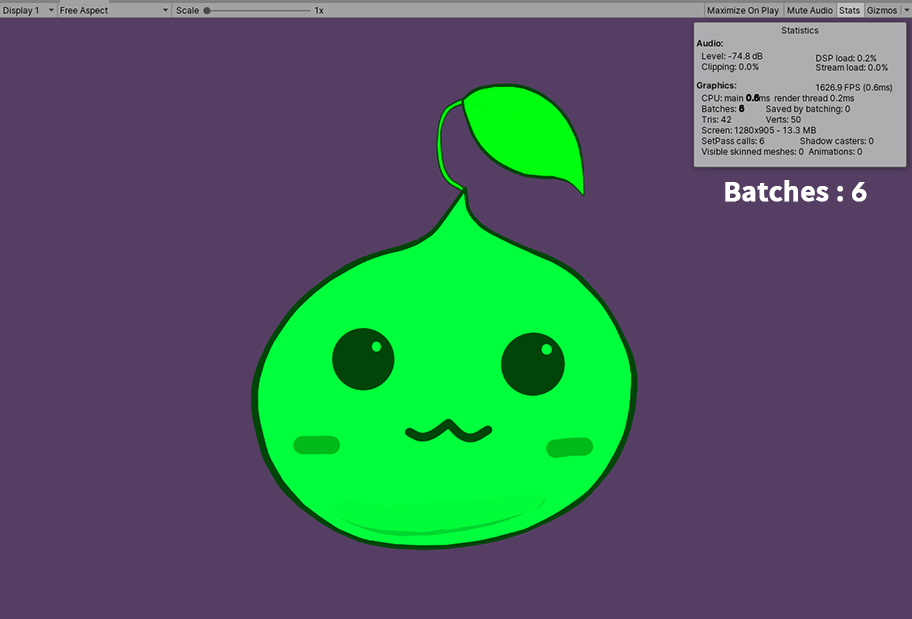 Display 1 Free Aspect Scale 1x Maximize On Play Mute Audio Stats Gizmos
Statistics
Audio:
Level: -74.8 dB DSP load: 0.2%
Clipping: 0.0% Stream load: 0.0%
Graphics: 1626.9 FPS (0.6ms)
CPU: main 0.6ms render thread 0.2ms
Batches: 6 Saved by batching: 0
Tris: 42 Verts: 50
Screen: 1280x905 - 13.3 MB
SetPass calls: 6 Shadow casters: 0
Visible skinned meshes: 0 Animations: 0
Batches : 6